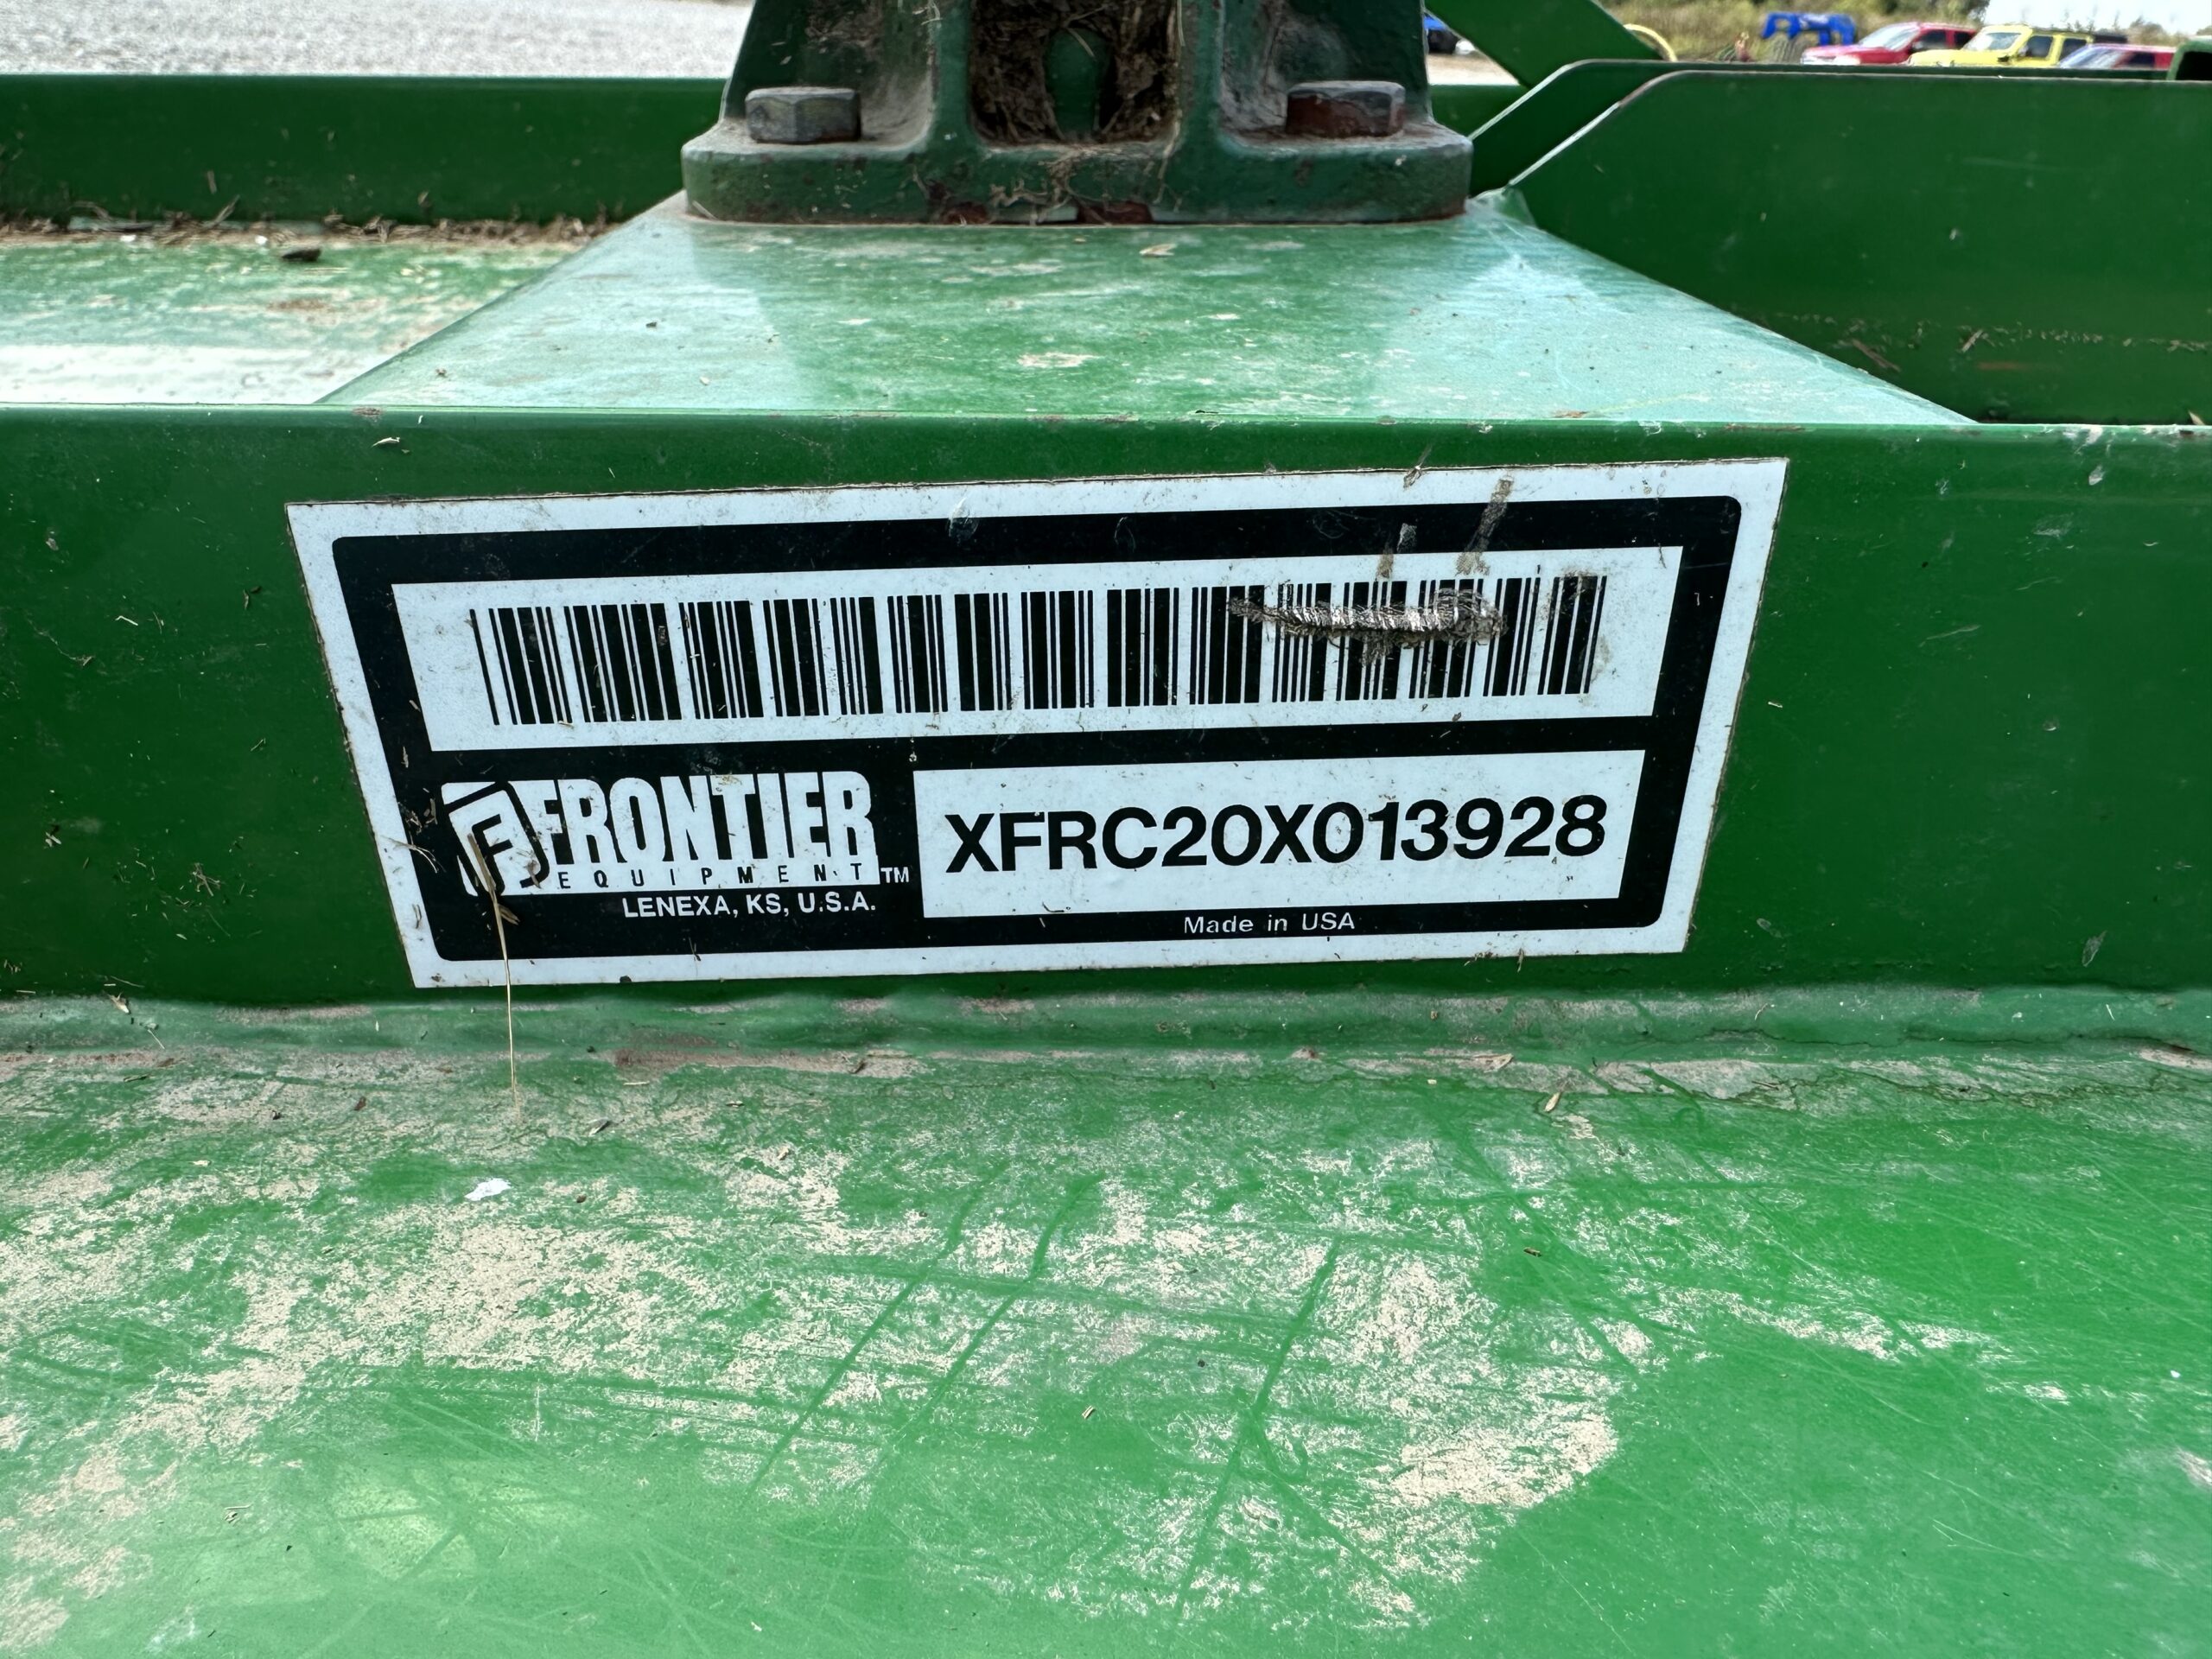 FRONTIER
EQUIPMENT™
LENEXA, KS, U.S.A.
XFRC20X013928
Made in USA